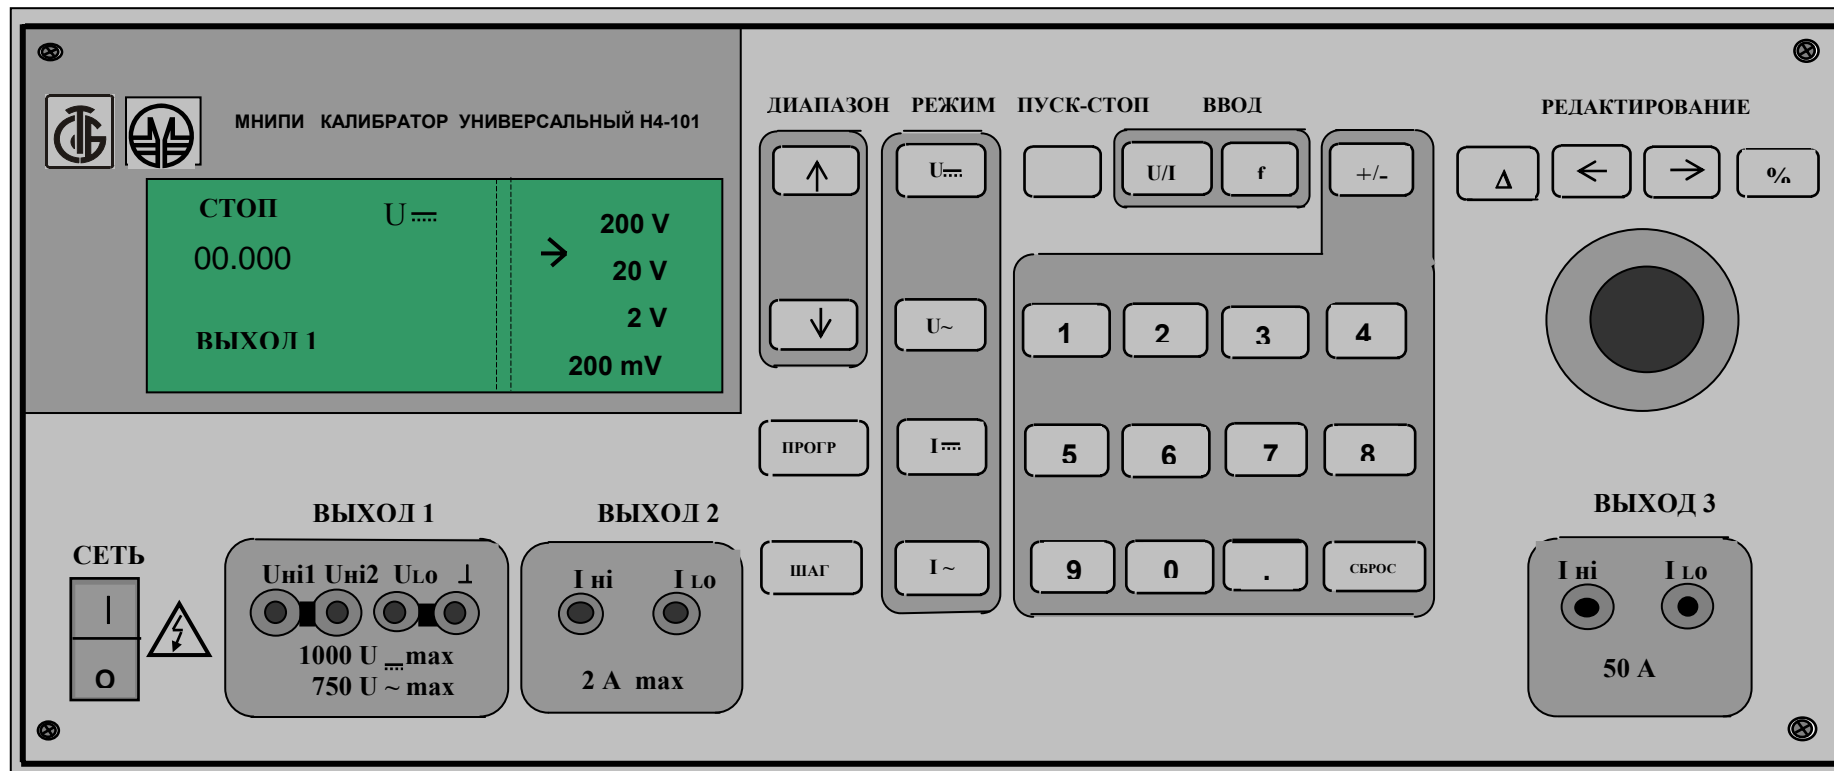 МНИПИ КАЛИБРАТОР УНИВЕРСАЛЬНЫЙ Н4-101
СТОП U
00.000
ВЫХОД 1
→ 200 V
20 V
2 V
200 mV
ДИАПАЗОН РЕЖИМ ПУСК-СТОП ВВОД РЕДАКТИРОВАНИЕ
↑ U U/I f +/- Δ ← → %
↓ U~ 1 2 3 4
ПРОГР I 5 6 7 8
ШАГ I ~ 9 0 . СБРОС
СЕТЬ
I
O
ВЫХОД 1
UHi1 UHi2 ULo ⊥
1000 U max
750 U ~ max
ВЫХОД 2
I Hi I Lo
2 A max
ВЫХОД 3
I Hi I Lo
50 A